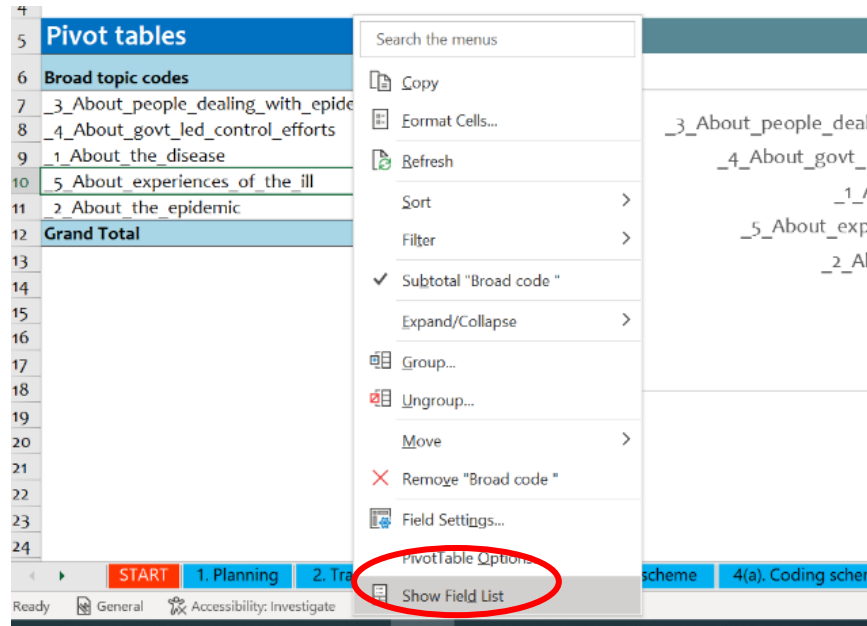 4
5 Pivot tables
6 Broad topic codes
7 _3_About_people_dealing_with_epide
8 _4_About_govt_led_control_efforts
9 _1_About_the_disease
10 _5_About_experiences_of_the_ill
11 _2_About_the_epidemic
12 Grand Total
13
14
15
16
17
18
19
20
21
22
23
24
Search the menus
Copy
Format Cells...
Refresh
Sort
Filter
Subtotal "Broad code "
Expand/Collapse
Group...
Ungroup...
Move
Remove "Broad code "
Field Settings...
PivotTable Options
Show Field List
_3_About_people_deal
_4_About_govt_
_1_A
_5_About_exp
_2_Al
START 1. Planning 2. Tra scheme 4(a). Coding scher
Ready General Accessibility: Investigate